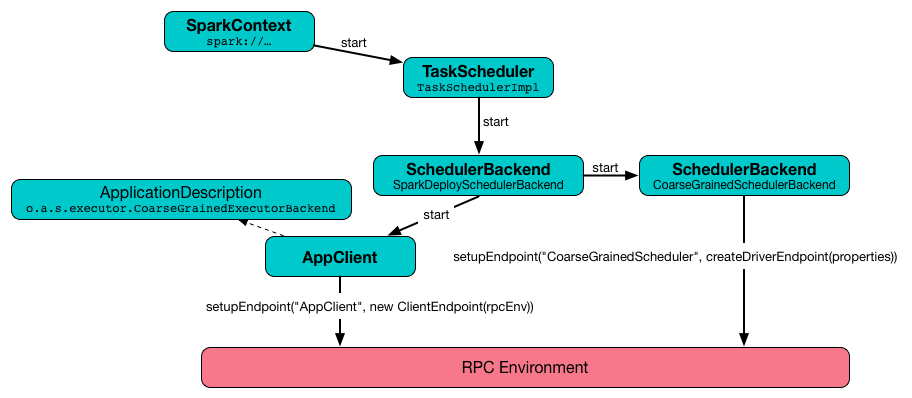 SparkContext
spark://…
start
TaskScheduler
TaskSchedulerImpl
start
SchedulerBackend
SparkDeploySchedulerBackend
start
SchedulerBackend
CoarseGrainedSchedulerBackend
ApplicationDescription
o.a.s.executor.CoarseGrainedExecutorBackend
start
AppClient
setupEndpoint("CoarseGrainedScheduler", createDriverEndpoint(properties))
setupEndpoint("AppClient", new ClientEndpoint(rpcEnv))
RPC Environment